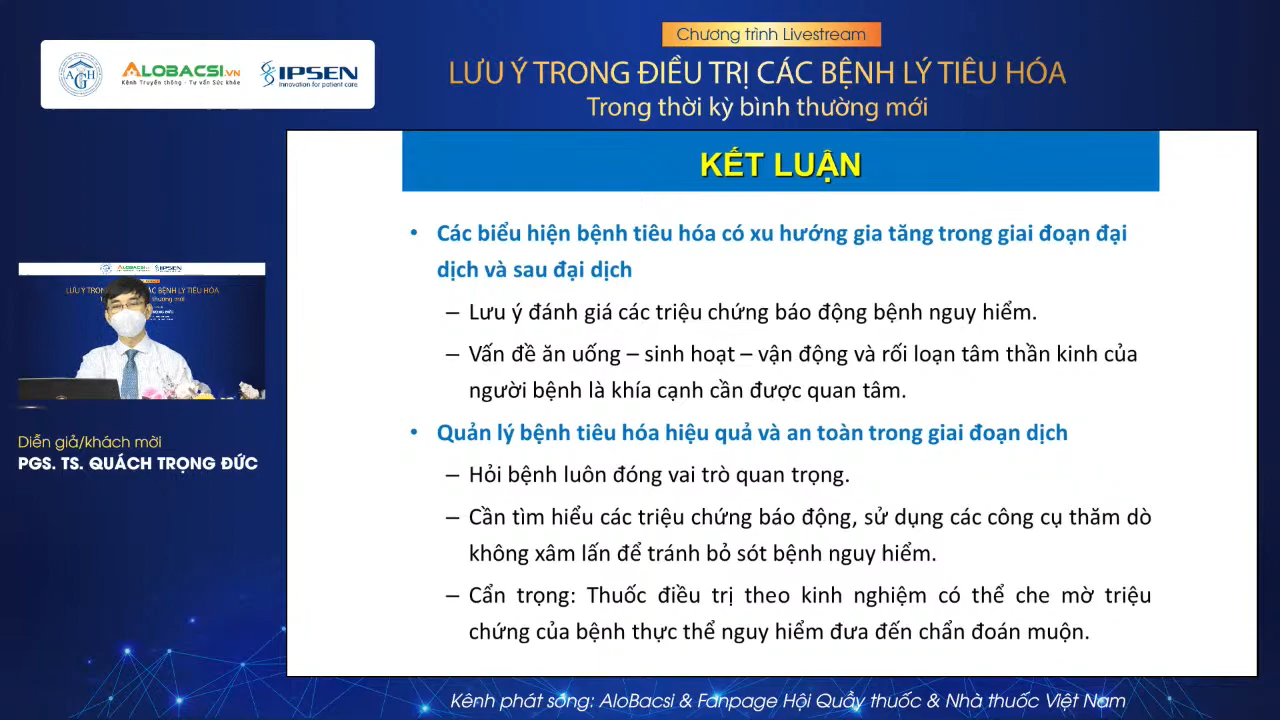 Chương trình Livestream
LƯU Ý TRONG ĐIỀU TRỊ CÁC BỆNH LÝ TIÊU HÓA
Trong thời kỳ bình thường mới
AGH
ALOBACSI.VN
Kênh Truyền thông - Tư vấn Sức khỏe
IPSEN
Innovation for patient care
KẾT LUẬN
• Các biểu hiện bệnh tiêu hóa có xu hướng gia tăng trong giai đoạn đại
dịch và sau đại dịch
– Lưu ý đánh giá các triệu chứng báo động bệnh nguy hiểm.
– Vấn đề ăn uống – sinh hoạt – vận động và rối loạn tâm thần kinh của
người bệnh là khía cạnh cần được quan tâm.
• Quản lý bệnh tiêu hóa hiệu quả và an toàn trong giai đoạn dịch
– Hỏi bệnh luôn đóng vai trò quan trọng.
– Cần tìm hiểu các triệu chứng báo động, sử dụng các công cụ thăm dò
không xâm lấn để tránh bỏ sót bệnh nguy hiểm.
– Cẩn trọng: Thuốc điều trị theo kinh nghiệm có thể che mờ triệu
chứng của bệnh thực thể nguy hiểm đưa đến chẩn đoán muộn.
Diễn giả/khách mời
PGS. TS. QUÁCH TRỌNG ĐỨC
Kênh phát sóng: AloBacsi & Fanpage Hội Quầy thuốc & Nhà thuốc Việt Nam